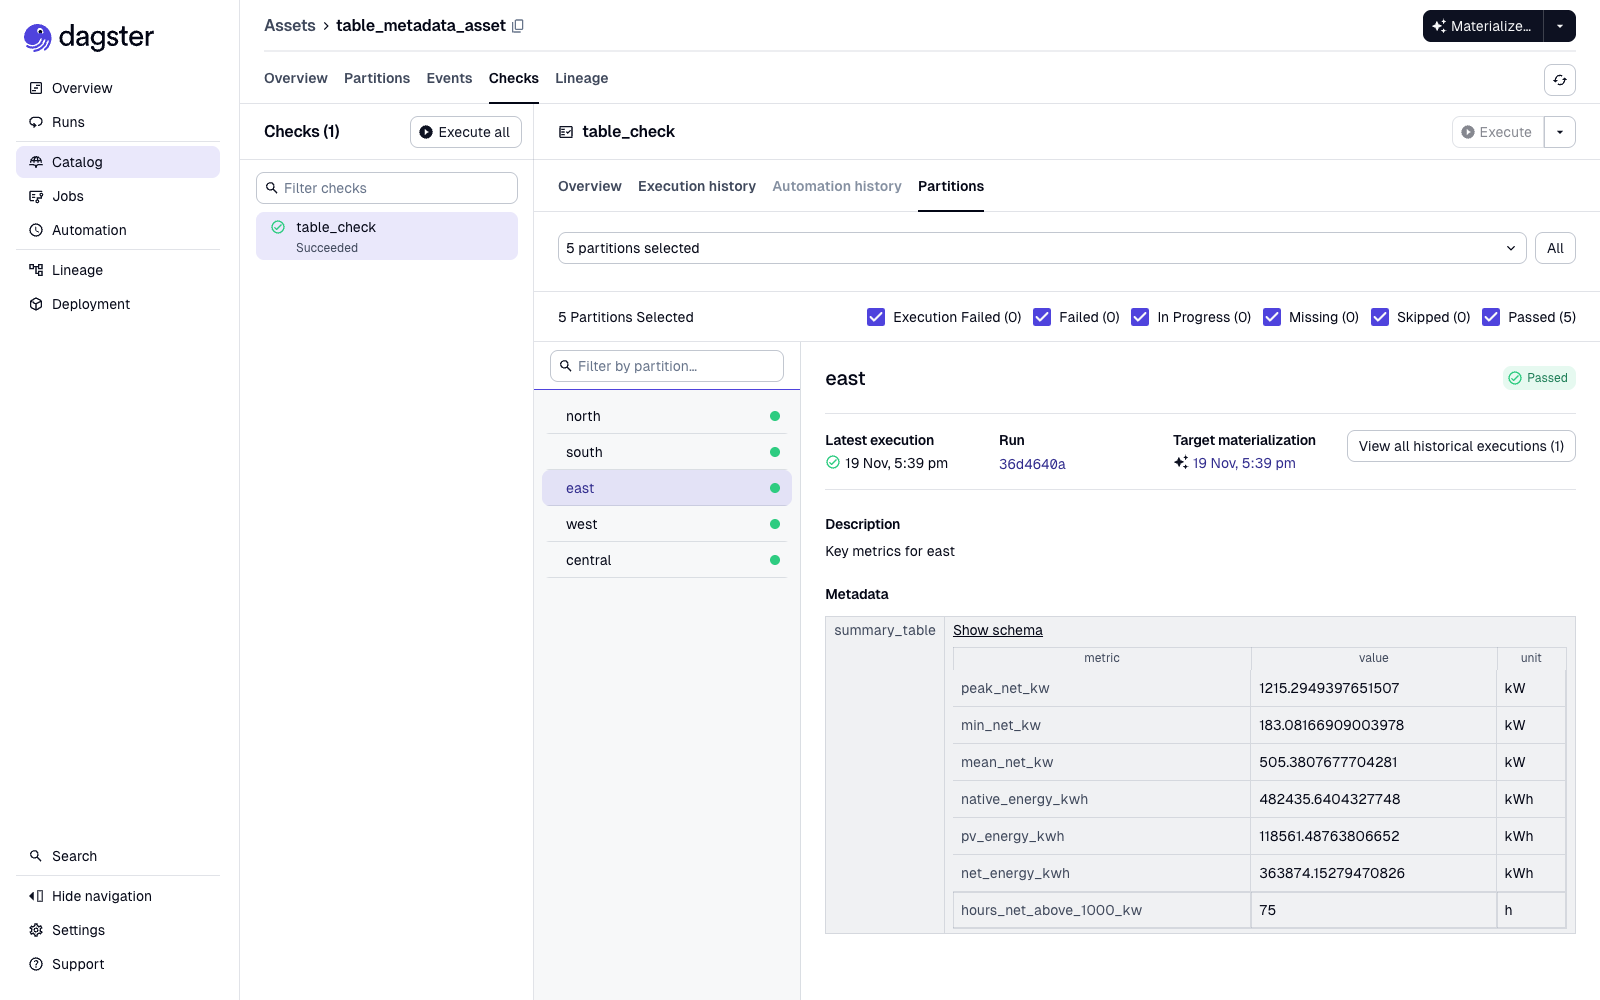 dagster
Overview
Runs
Catalog
Jobs
Automation
Lineage
Deployment
Search
Hide navigation
Settings
Support
Assets › table_metadata_asset
Materialize...
Overview Partitions Events Checks Lineage
Checks (1)
Execute all
Filter checks
table_check
Succeeded
table_check
Execute
Overview Execution history Automation history Partitions
5 partitions selected
All
5 Partitions Selected
Execution Failed (0) Failed (0) In Progress (0) Missing (0) Skipped (0) Passed (5)
Filter by partition...
north
south
east
west
central
east
Passed
Latest execution
19 Nov, 5:39 pm
Run
36d4640a
Target materialization
19 Nov, 5:39 pm
View all historical executions (1)
Description
Key metrics for east
Metadata
summary_table
Show schema
metric value unit
peak_net_kw 1215.2949397651507 kW
min_net_kw 183.08166909003978 kW
mean_net_kw 505.3807677704281 kW
native_energy_kwh 482435.6404327748 kWh
pv_energy_kwh 118561.48763806652 kWh
net_energy_kwh 363874.15279470826 kWh
hours_net_above_1000_kw 75 h